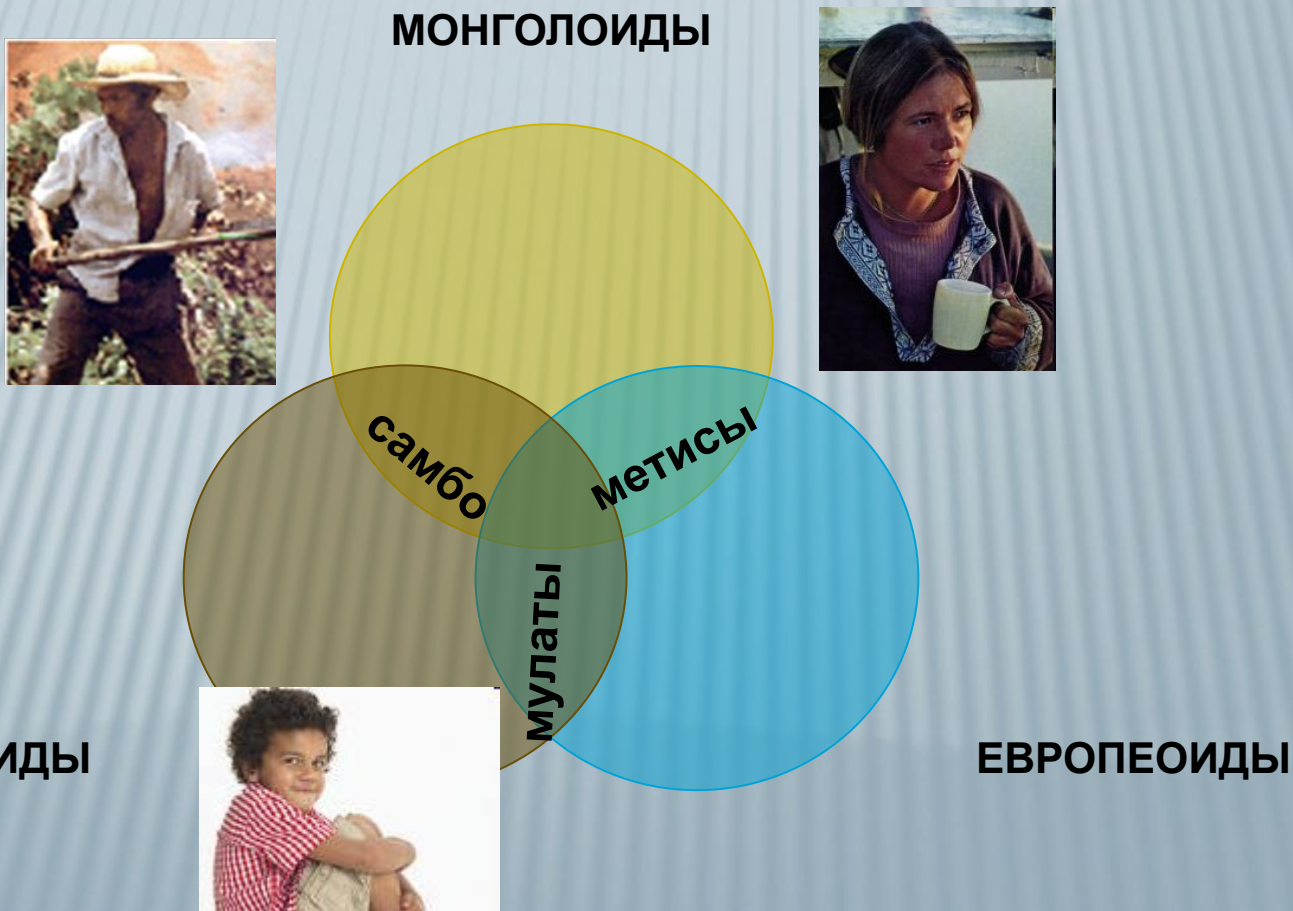 МОНГОЛОИДЫ
самбо
метисы
мулаты
ИДЫ
ЕВРОПЕОИДЫ